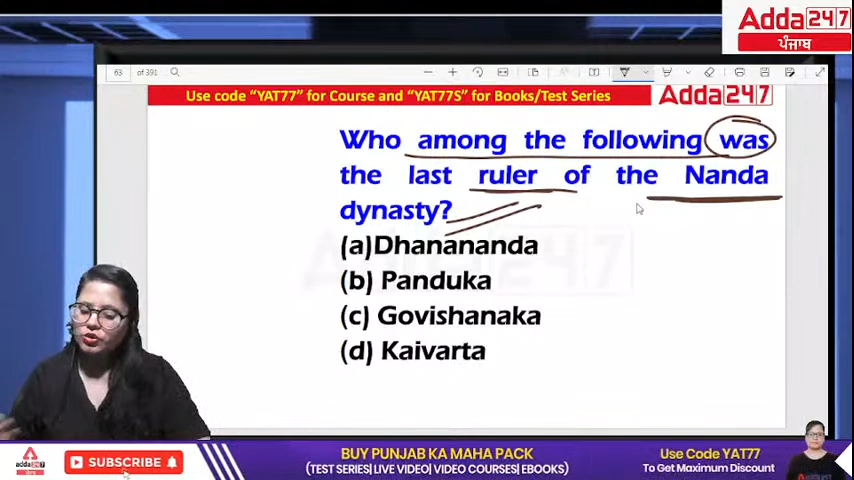 Adda247
ਪੰਜਾਬ
63 of 391
Use code "YAT77" for Course and "YAT77S" for Books/Test Series
Adda247
Who among the following was
the last ruler of the Nanda
dynasty?
(a)Dhanananda
(b) Panduka
(c) Govishanaka
(d) Kaivarta
adda247
ਪੰਜਾਬ
SUBSCRIBE
BUY PUNJAB KA MAHA PACK
(TEST SERIES| LIVE VIDEO| VIDEO COURSES| EBOOKS)
Use Code YAT77
To Get Maximum Discount